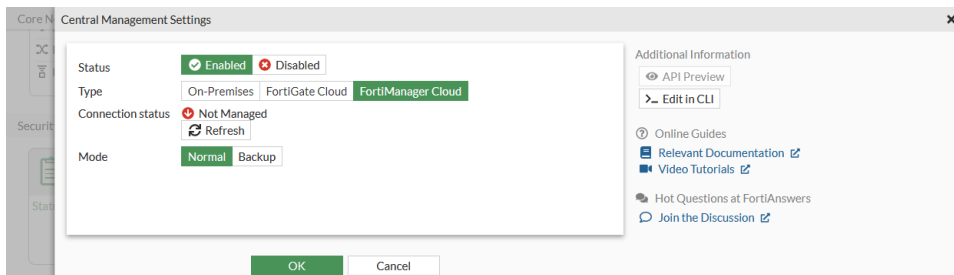 Core N
Central Management Settings
Status
Enabled
Disabled
Type
On-Premises
FortiGate Cloud
FortiManager Cloud
Connection status
Not Managed
Refresh
Mode
Normal
Backup
OK
Cancel
Additional Information
API Preview
>_ Edit in CLI
Online Guides
Relevant Documentation
Video Tutorials
Hot Questions at FortiAnswers
Join the Discussion
Securit
Stat